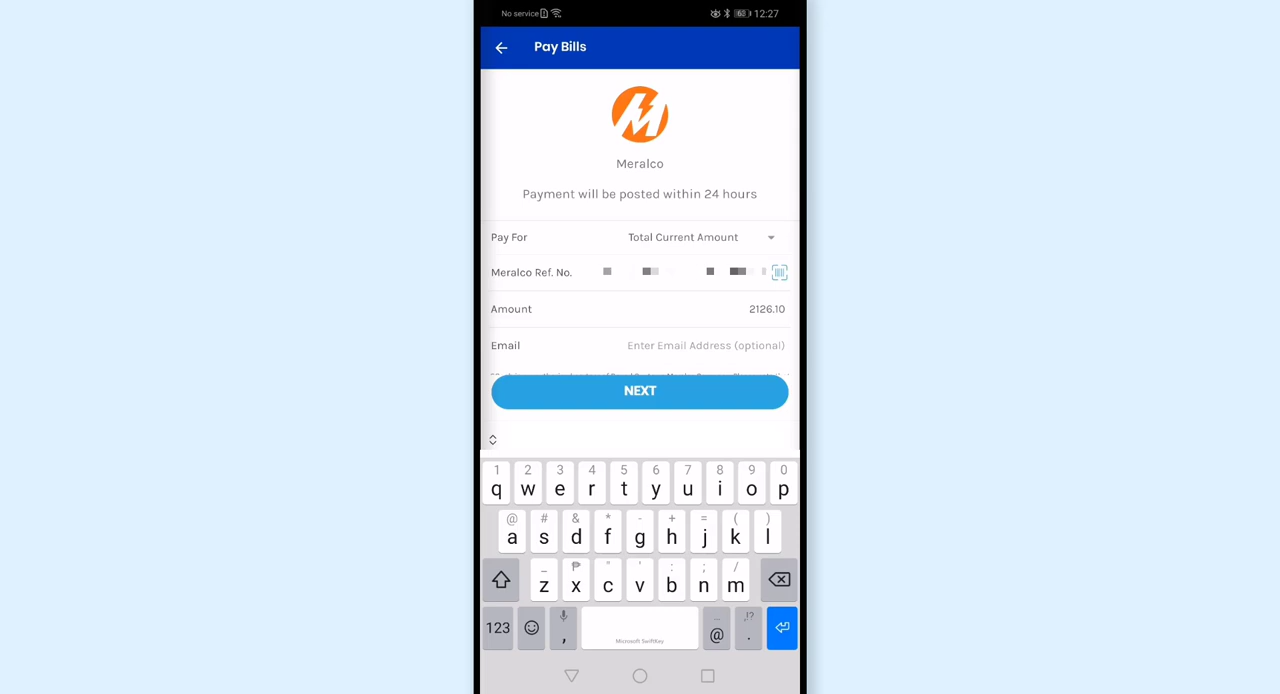 No service 63 12:27
Pay Bills
Meralco
Payment will be posted within 24 hours
Pay For Total Current Amount
Meralco Ref. No.
Amount 2126.10
Email Enter Email Address (optional)
NEXT
1 2 3 4 5 6 7 8 9 0
q w e r t y u i o p
@ # & * - + = ( )
a s d f g h j k l
_ ₱ " ' : ; /
z x c v b n m
123 , Microsoft SwiftKey @ .